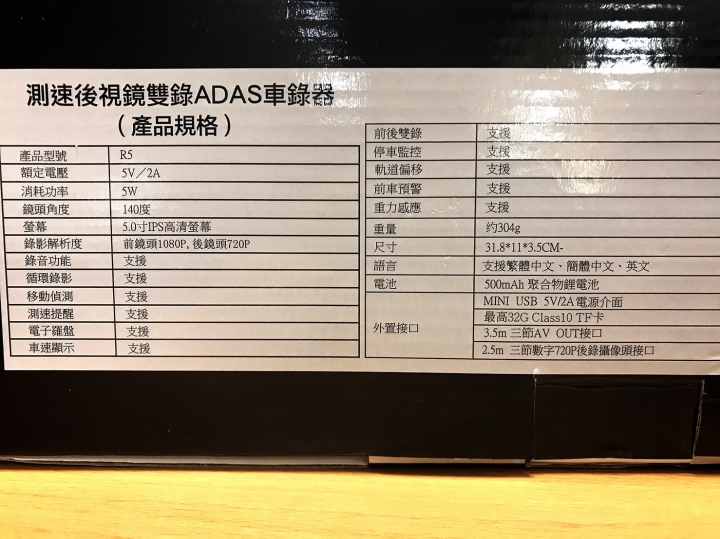 測速後視鏡雙錄ADAS車錄器
(產品規格)
產品型號 R5
額定電壓 5V/2A
消耗功率 5W
鏡頭角度 140度
螢幕 5.0寸IPS高清螢幕
錄影解析度 前鏡頭1080P,後鏡頭720P
錄音功能 支援
循環錄影 支援
移動偵測 支援
測速提醒 支援
電子羅盤 支援
車速顯示 支援
前後雙錄 支援
停車監控 支援
軌道偏移 支援
前車預警 支援
重力感應 支援
重量 約304g
尺寸 31.8*11*3.5CM-
語言 支援繁體中文、簡體中文、英文
電池 500mAh 聚合物鋰電池
外置接口 MINI USB 5V/2A電源介面
最高32G Class10 TF卡
3.5m 三節AV OUT接口
2.5m 三節數字720P後錄攝像頭接口